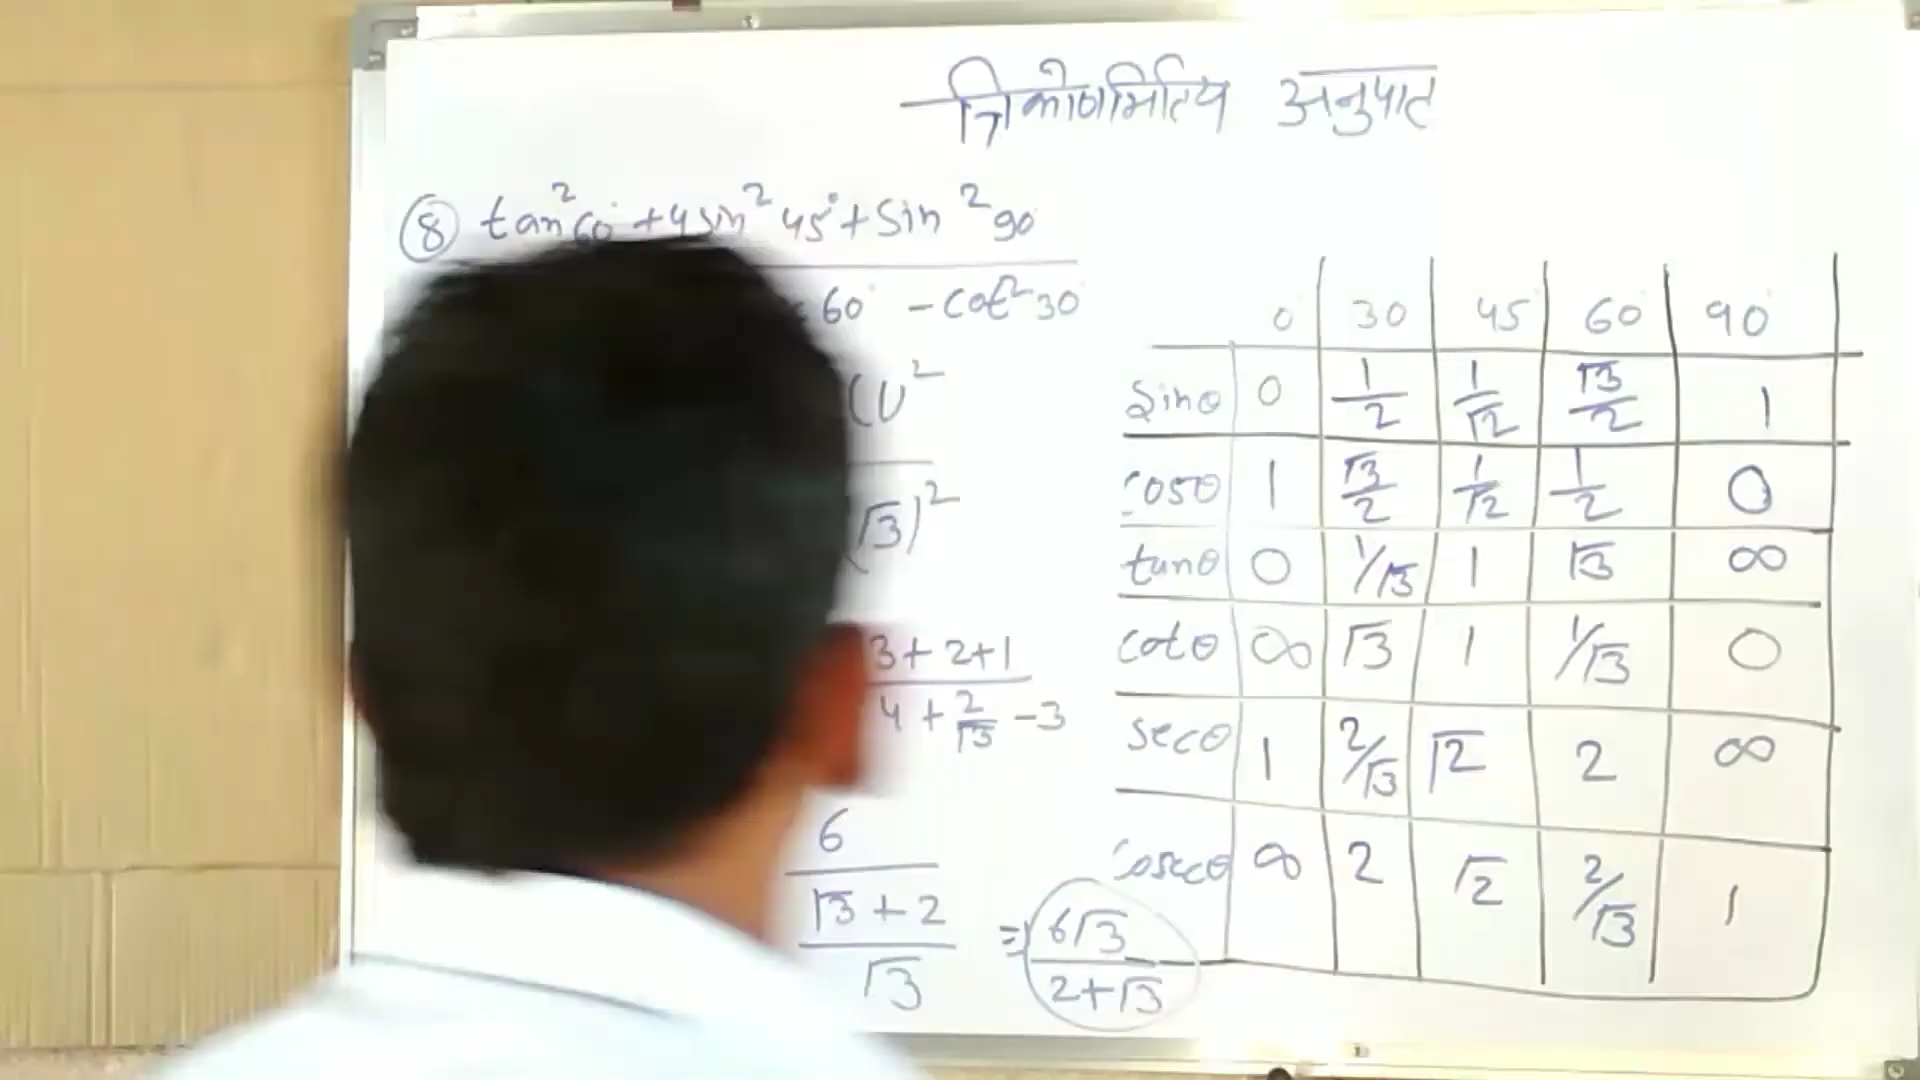 त्रिकोणमितिय अनुपात
⑧ tan²60° + 4sin²45° + Sin²90°
60° - Cot²30°
(1)²
(√3)²
3+2+1
4 + 2/√3 - 3
6
√3 + 2
√3
⇒ 6√3
2+√3
0° 30° 45° 60° 90°
Sinθ 0 1/2 1/√2 √3/2 1
cosθ 1 √3/2 1/√2 1/2 0
tanθ 0 1/√3 1 √3 ∞
cotθ ∞ √3 1 1/√3 0
secθ 1 2/√3 √2 2 ∞
cosecθ ∞ 2 √2 2/√3 1